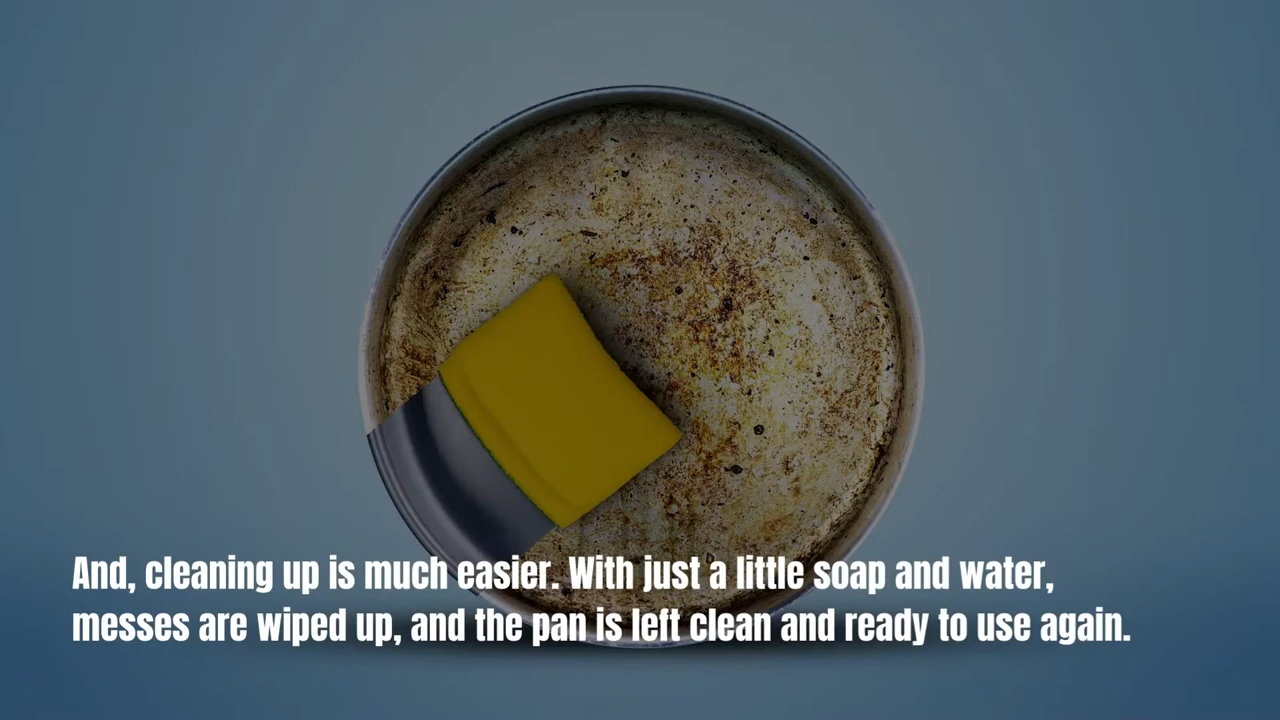 And, cleaning up is much easier. With just a little soap and water,
messes are wiped up, and the pan is left clean and ready to use again.